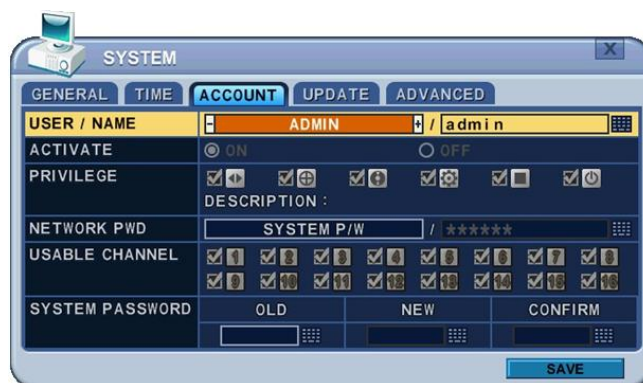 SYSTEM
X
GENERAL TIME ACCOUNT UPDATE ADVANCED
USER / NAME - ADMIN + / admin
ACTIVATE ON OFF
PRIVILEGE
DESCRIPTION :
NETWORK PWD SYSTEM P/W / ******
USABLE CHANNEL 1 2 3 4 5 6 7 8
9 10 11 12 13 14 15 16
SYSTEM PASSWORD OLD NEW CONFIRM
SAVE